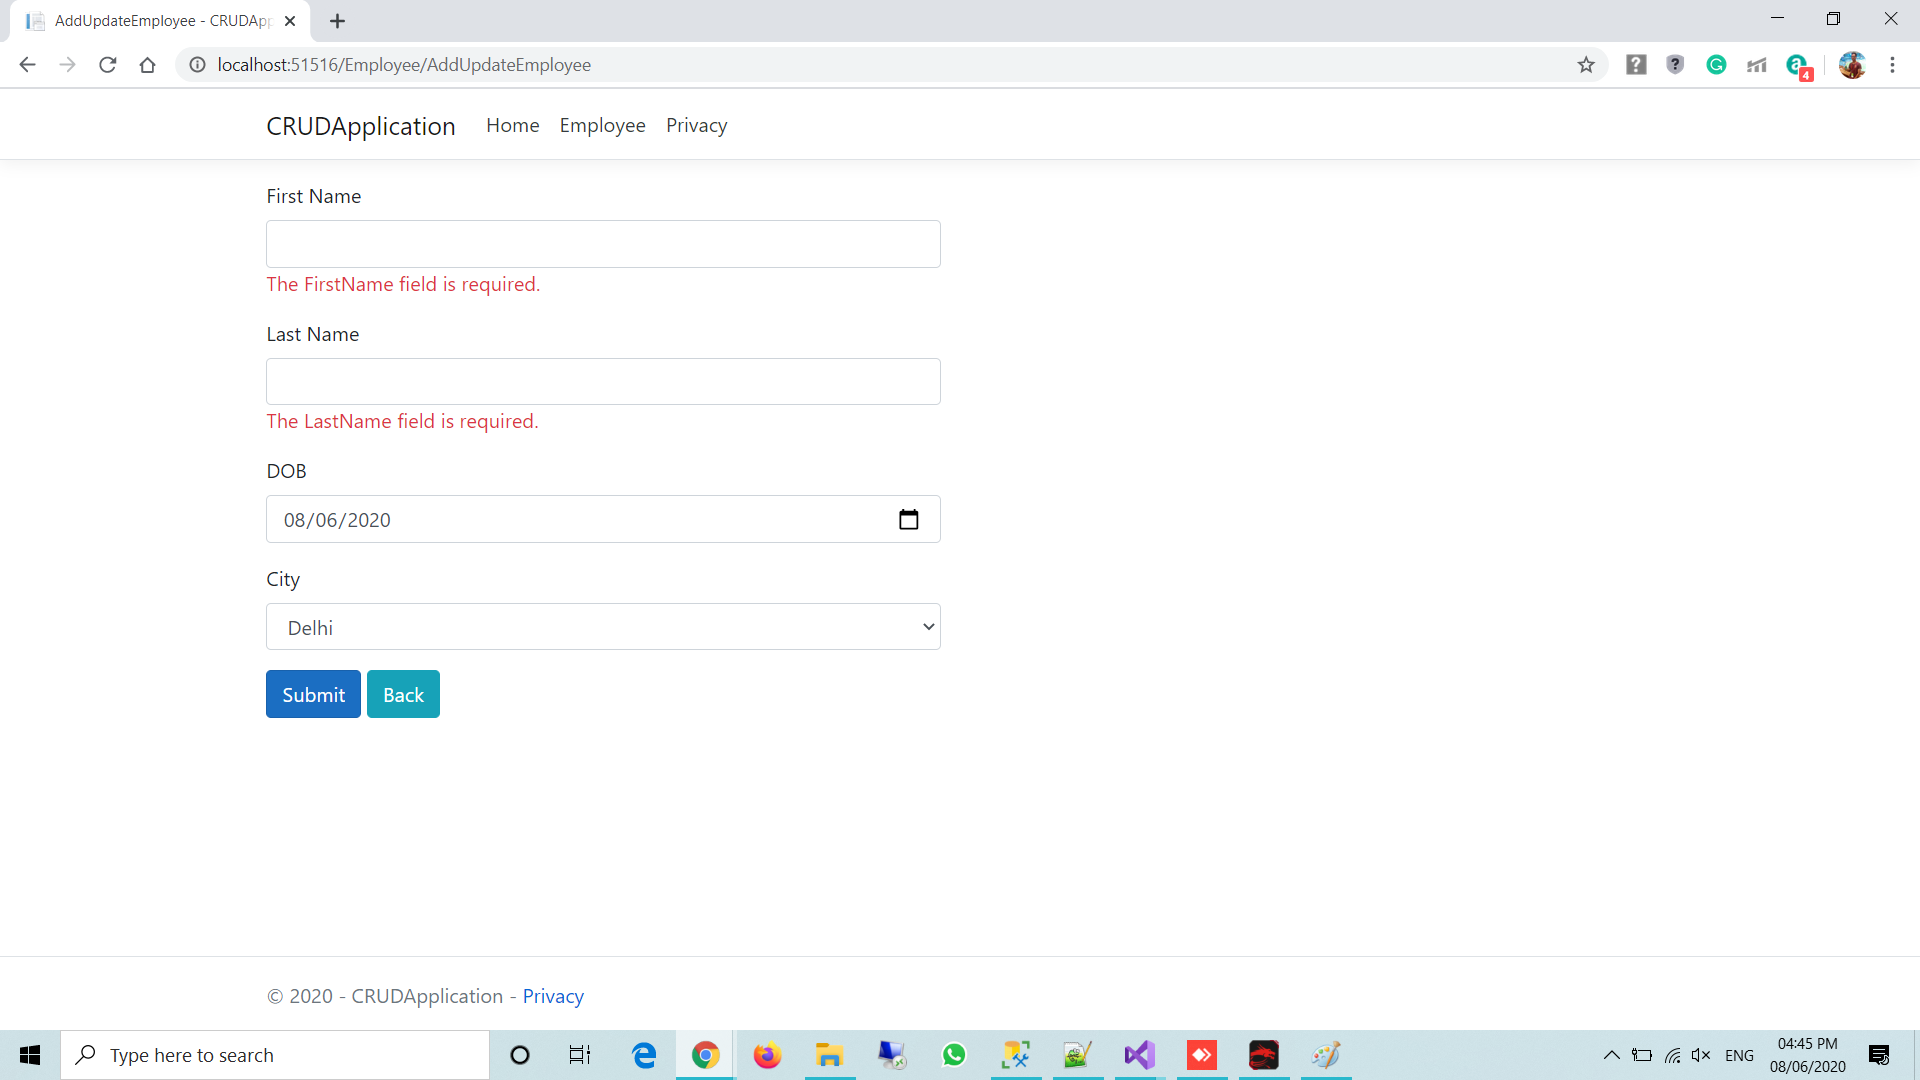 AddUpdateEmployee - CRUDApp
localhost:51516/Employee/AddUpdateEmployee
4
CRUDApplication Home Employee Privacy
First Name
The FirstName field is required.
Last Name
The LastName field is required.
DOB
08/06/2020
City
Delhi
Submit Back
© 2020 - CRUDApplication - Privacy
Type here to search
ENG
04:45 PM
08/06/2020